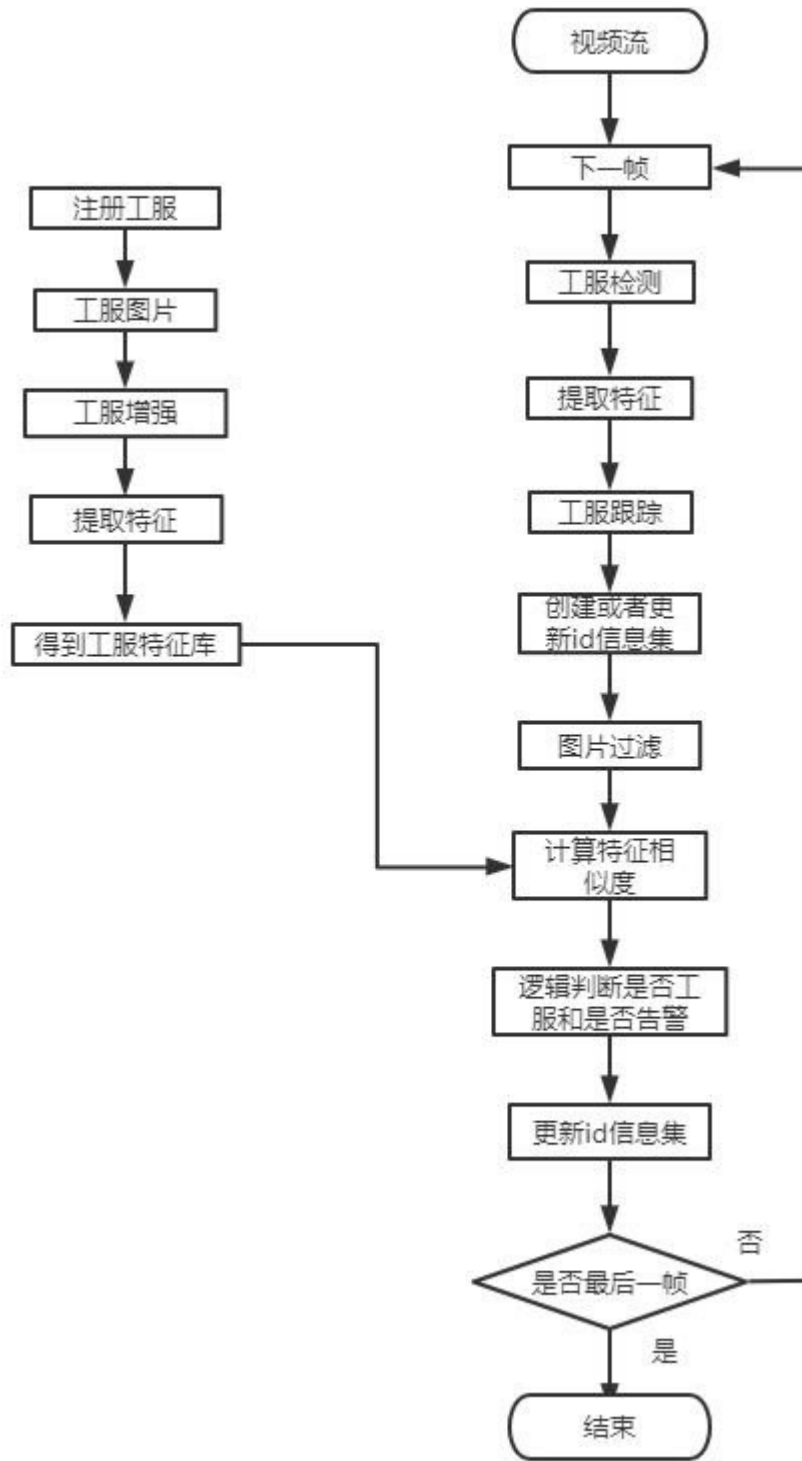 视频流
下一帧
注册工服
工服图片
工服增强
提取特征
得到工服特征库
工服检测
提取特征
工服跟踪
创建或者更
新id信息集
图片过滤
计算特征相
似度
逻辑判断是否工
服和是否告警
更新id信息集
是否最后一帧
否
是
结束